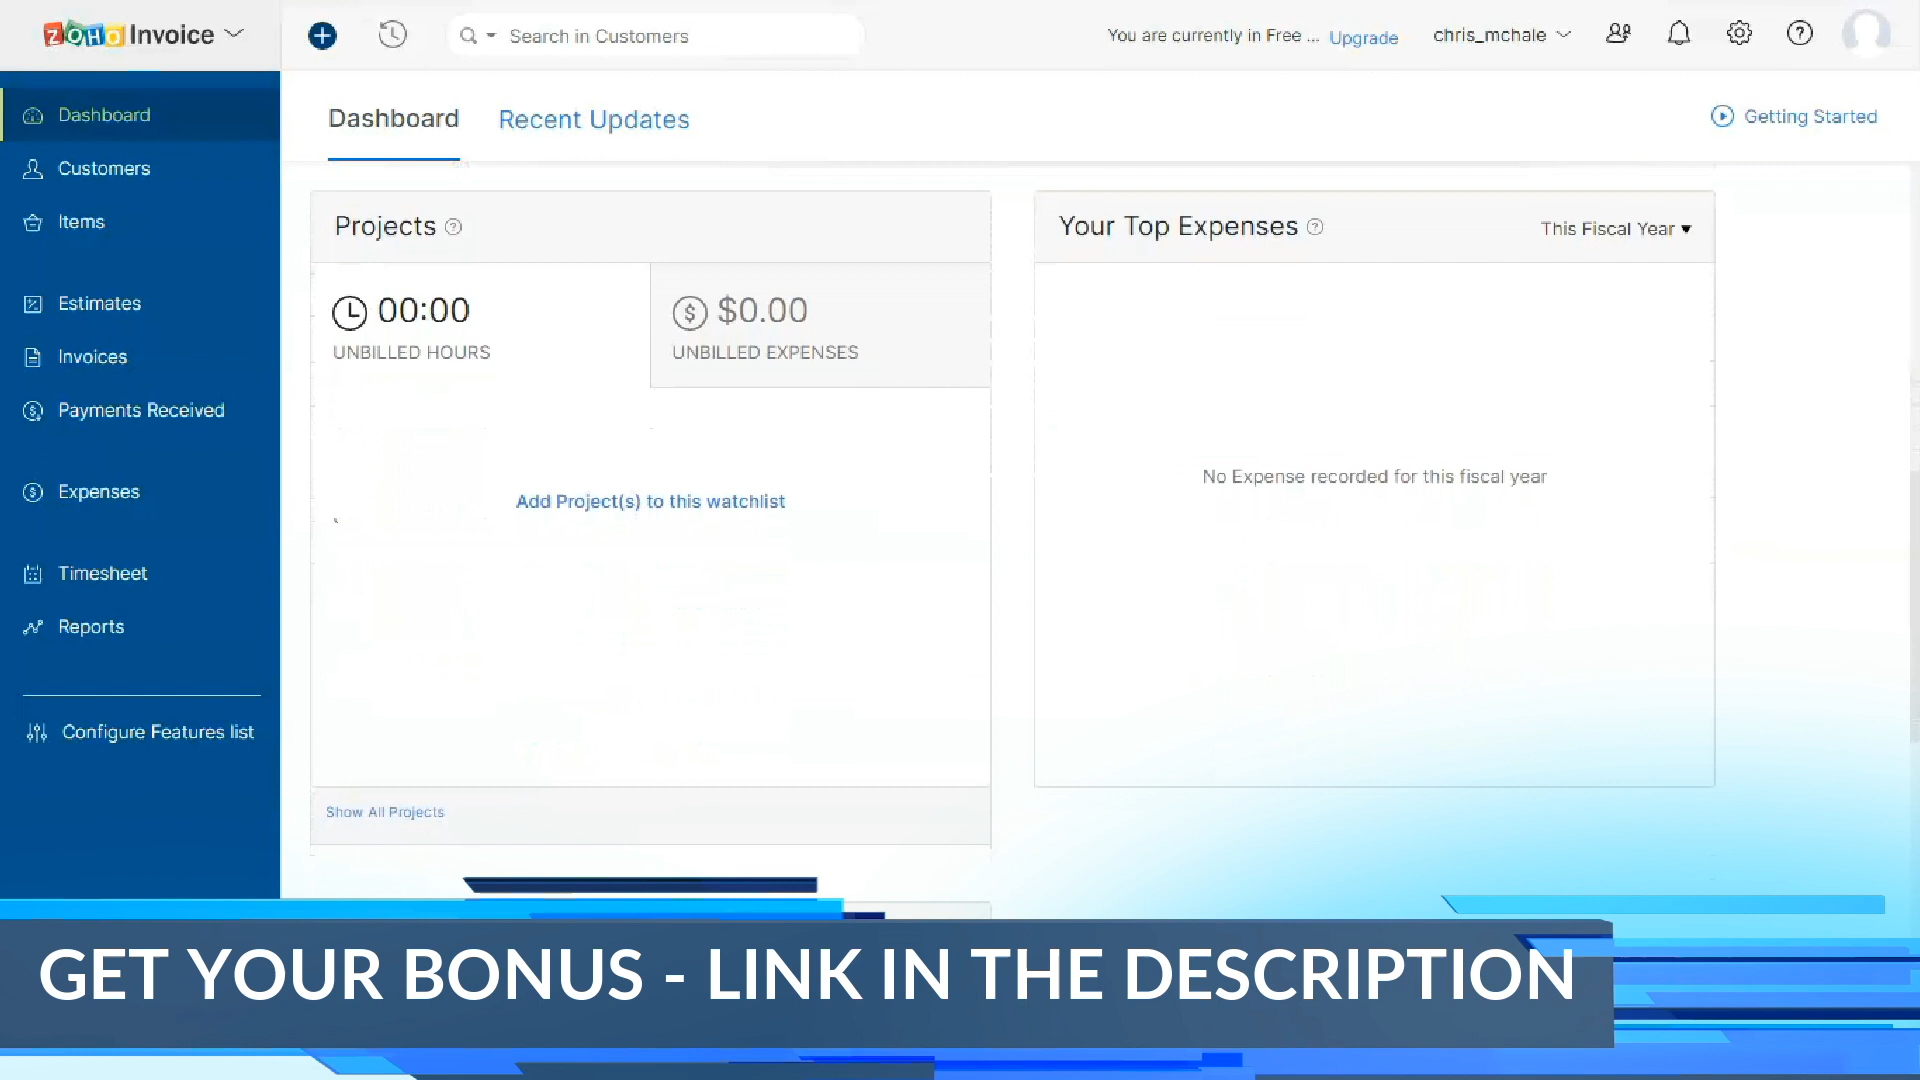 ZOHO Invoice
Search in Customers
You are currently in Free ... Upgrade
chris_mchale
Dashboard
Customers
Items
Estimates
Invoices
Payments Received
Expenses
Timesheet
Reports
Configure Features list
Dashboard
Recent Updates
Getting Started
Projects
00:00
UNBILLED HOURS
$0.00
UNBILLED EXPENSES
Add Project(s) to this watchlist
Show All Projects
Your Top Expenses
This Fiscal Year
No Expense recorded for this fiscal year
GET YOUR BONUS - LINK IN THE DESCRIPTION